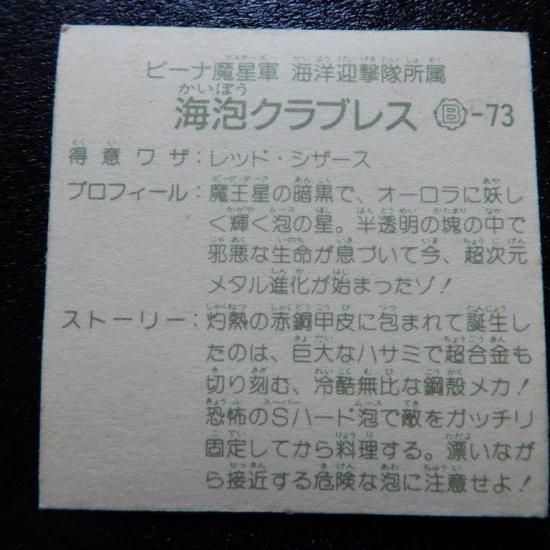 ビーナ魔星軍 海洋迎撃隊所属
海泡クラブレス Ⓑ-73
得意ワザ:レッド・シザース
プロフィール:魔王星の暗黒で、オーロラに妖し
く輝く泡の星。半透明の塊の中で
邪悪な生命が息づいて今、超次元
メタル進化が始まったゾ!
ストーリー:灼熱の赤銅甲皮に包まれて誕生し
たのは、巨大なハサミで超合金も
切り刻む、冷酷無比な鋼殻メカ!
恐怖のSハード泡で敵をガッチリ
固定してから料理する。漂いなが
ら接近する危険な泡に注意せよ!